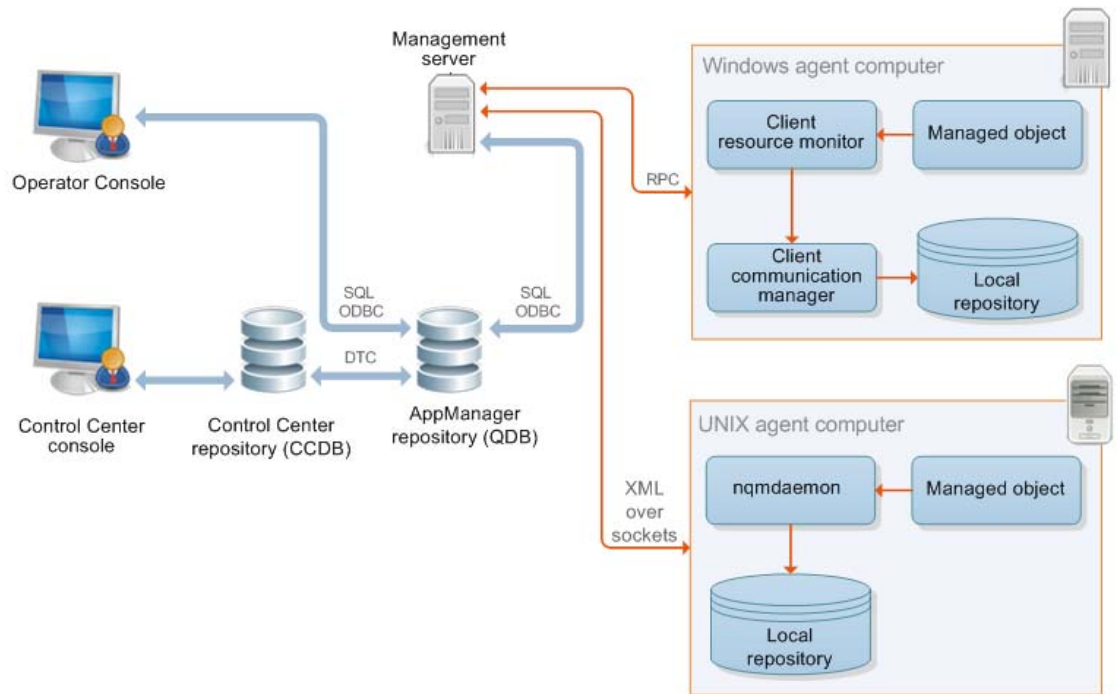 Management
server
Operator Console
SQL
ODBC
SQL
ODBC
DTC
Control Center
console
Control Center
repository (CCDB)
AppManager
repository (QDB)
RPC
XML
over
sockets
Windows agent computer
Client
resource monitor
Managed object
Client
communication
manager
Local
repository
UNIX agent computer
nqmdaemon
Managed object
Local
repository